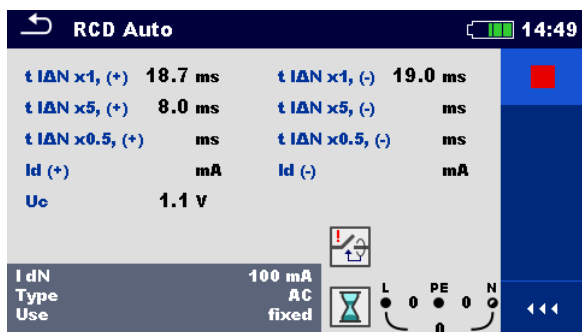 RCD Auto 14:49
t IΔN x1, (+) 18.7 ms t IΔN x1, (-) 19.0 ms
t IΔN x5, (+) 8.0 ms t IΔN x5, (-) ms
t IΔN x0.5, (+) ms t IΔN x0.5, (-) ms
Id (+) mA Id (-) mA
Uc 1.1 V
I dN 100 mA
Type AC
Use fixed
L PE N
0 0
0